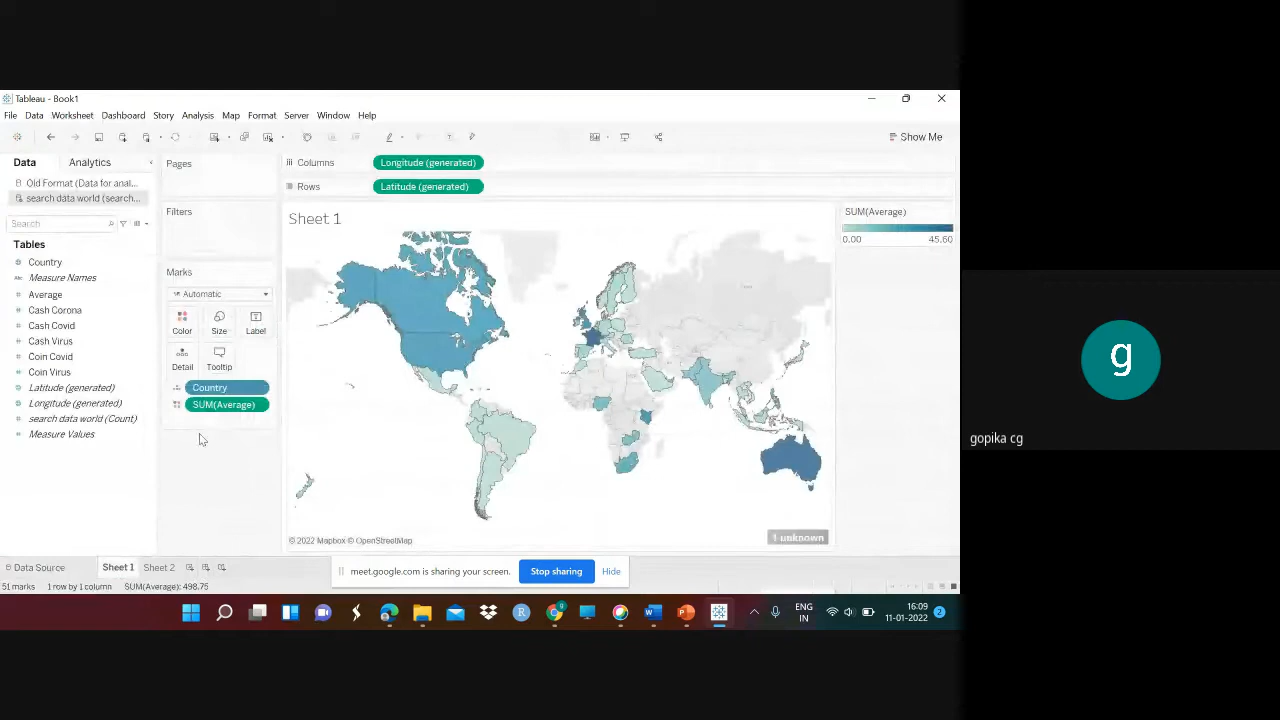 Tableau - Book1
File Data Worksheet Dashboard Story Analysis Map Format Server Window Help
Show Me
Data Analytics
Pages
Columns Longitude (generated)
Rows Latitude (generated)
Old Format (Data for anal...
search data world (search...
Filters
Sheet 1
SUM(Average)
0.00 45.60
Search
Tables
Country
Abc Measure Names
Average
Cash Corona
Cash Covid
Cash Virus
Coin Covid
Coin Virus
Latitude (generated)
Longitude (generated)
search data world (Count)
Measure Values
Marks
Automatic
Color Size Label
Detail Tooltip
Country
SUM(Average)
© 2022 Mapbox © OpenStreetMap
1 unknown
Data Source Sheet 1 Sheet 2
meet.google.com is sharing your screen. Stop sharing Hide
51 marks 1 row by 1 column SUM(Average): 498.75
ENG
IN
16:09
11-01-2022
2
g
gopika cg